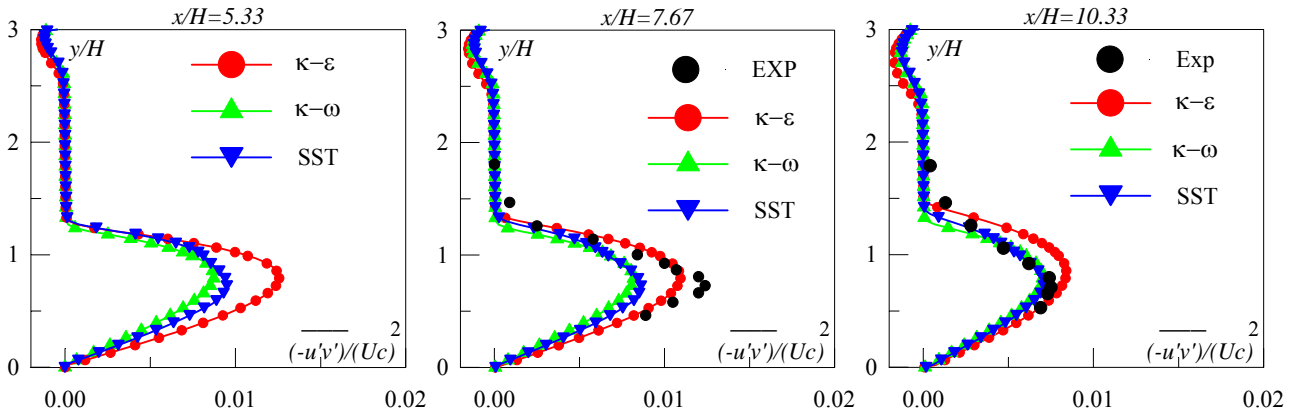 x/H=5.33
3
y/H
κ−ε
κ−ω
2
SST
1
2
(-u'v')/(Uc)
0
0.00
0.01
0.02
x/H=7.67
3
y/H
EXP
κ−ε
2
κ−ω
SST
1
2
(-u'v')/(Uc)
0
0.00
0.01
0.02
x/H=10.33
3
y/H
Exp
κ−ε
2
κ−ω
SST
1
2
(-u'v')/(Uc)
0
0.00
0.01
0.02